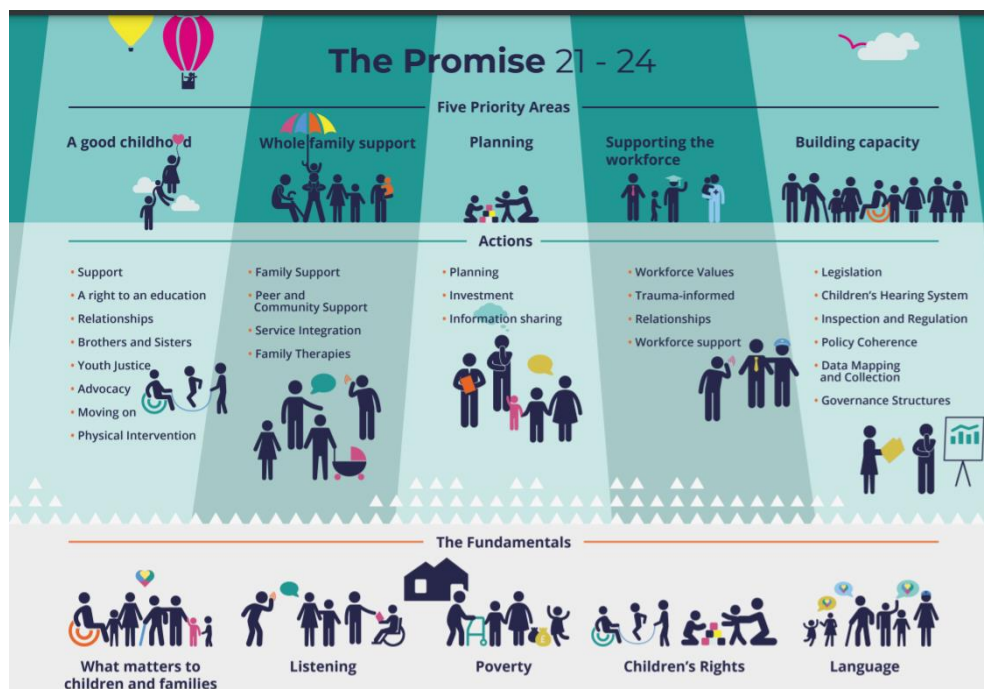 The Promise 21 - 24
Five Priority Areas
A good childhood
Whole family support
Planning
Supporting the
workforce
Building capacity
Actions
• Support
• A right to an education
• Relationships
• Brothers and Sisters
• Youth Justice
• Advocacy
• Moving on
• Physical Intervention
• Family Support
• Peer and
Community Support
• Service Integration
• Family Therapies
• Planning
• Investment
• Information sharing
• Workforce Values
• Trauma-informed
• Relationships
• Workforce support
• Legislation
• Children's Hearing System
• Inspection and Regulation
• Policy Coherence
• Data Mapping
and Collection
• Governance Structures
The Fundamentals
£
What matters to
children and families
Listening
Poverty
Children's Rights
Language